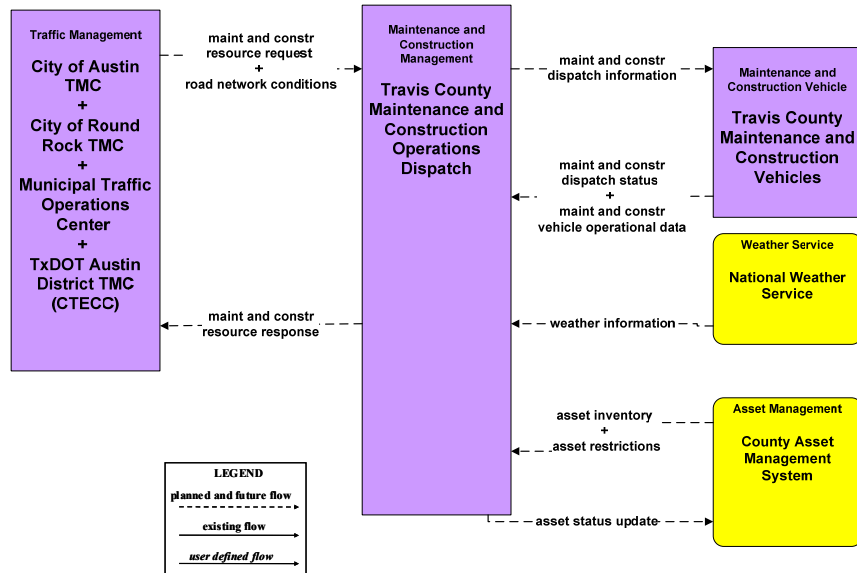 Traffic Management
City of Austin
TMC
+
City of Round
Rock TMC
+
Municipal Traffic
Operations
Center
+
TxDOT Austin
District TMC
(CTECC)
maint and constr
resource request
+
road network conditions
maint and constr
resource response
Maintenance and
Construction
Management
Travis County
Maintenance and
Construction
Operations
Dispatch
maint and constr
dispatch information
maint and constr
dispatch status
+
maint and constr
vehicle operational data
weather information
asset inventory
+
asset restrictions
asset status update
Maintenance and
Construction Vehicle
Travis County
Maintenance and
Construction
Vehicles
Weather Service
National Weather
Service
Asset Management
County Asset
Management
System
LEGEND
planned and future flow
existing flow
user defined flow